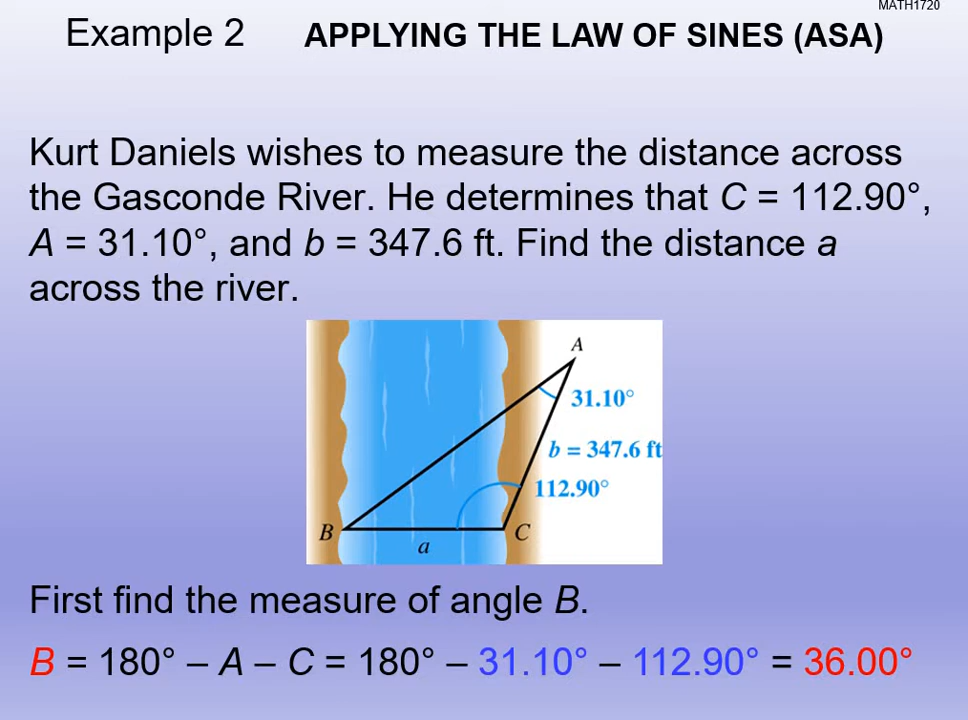 MATH1720
Example 2 APPLYING THE LAW OF SINES (ASA)
Kurt Daniels wishes to measure the distance across
the Gasconde River. He determines that C = 112.90°,
A = 31.10°, and b = 347.6 ft. Find the distance a
across the river.
A
31.10°
b = 347.6 ft
112.90°
B
C
a
First find the measure of angle B.
B = 180° – A – C = 180° – 31.10° – 112.90° = 36.00°